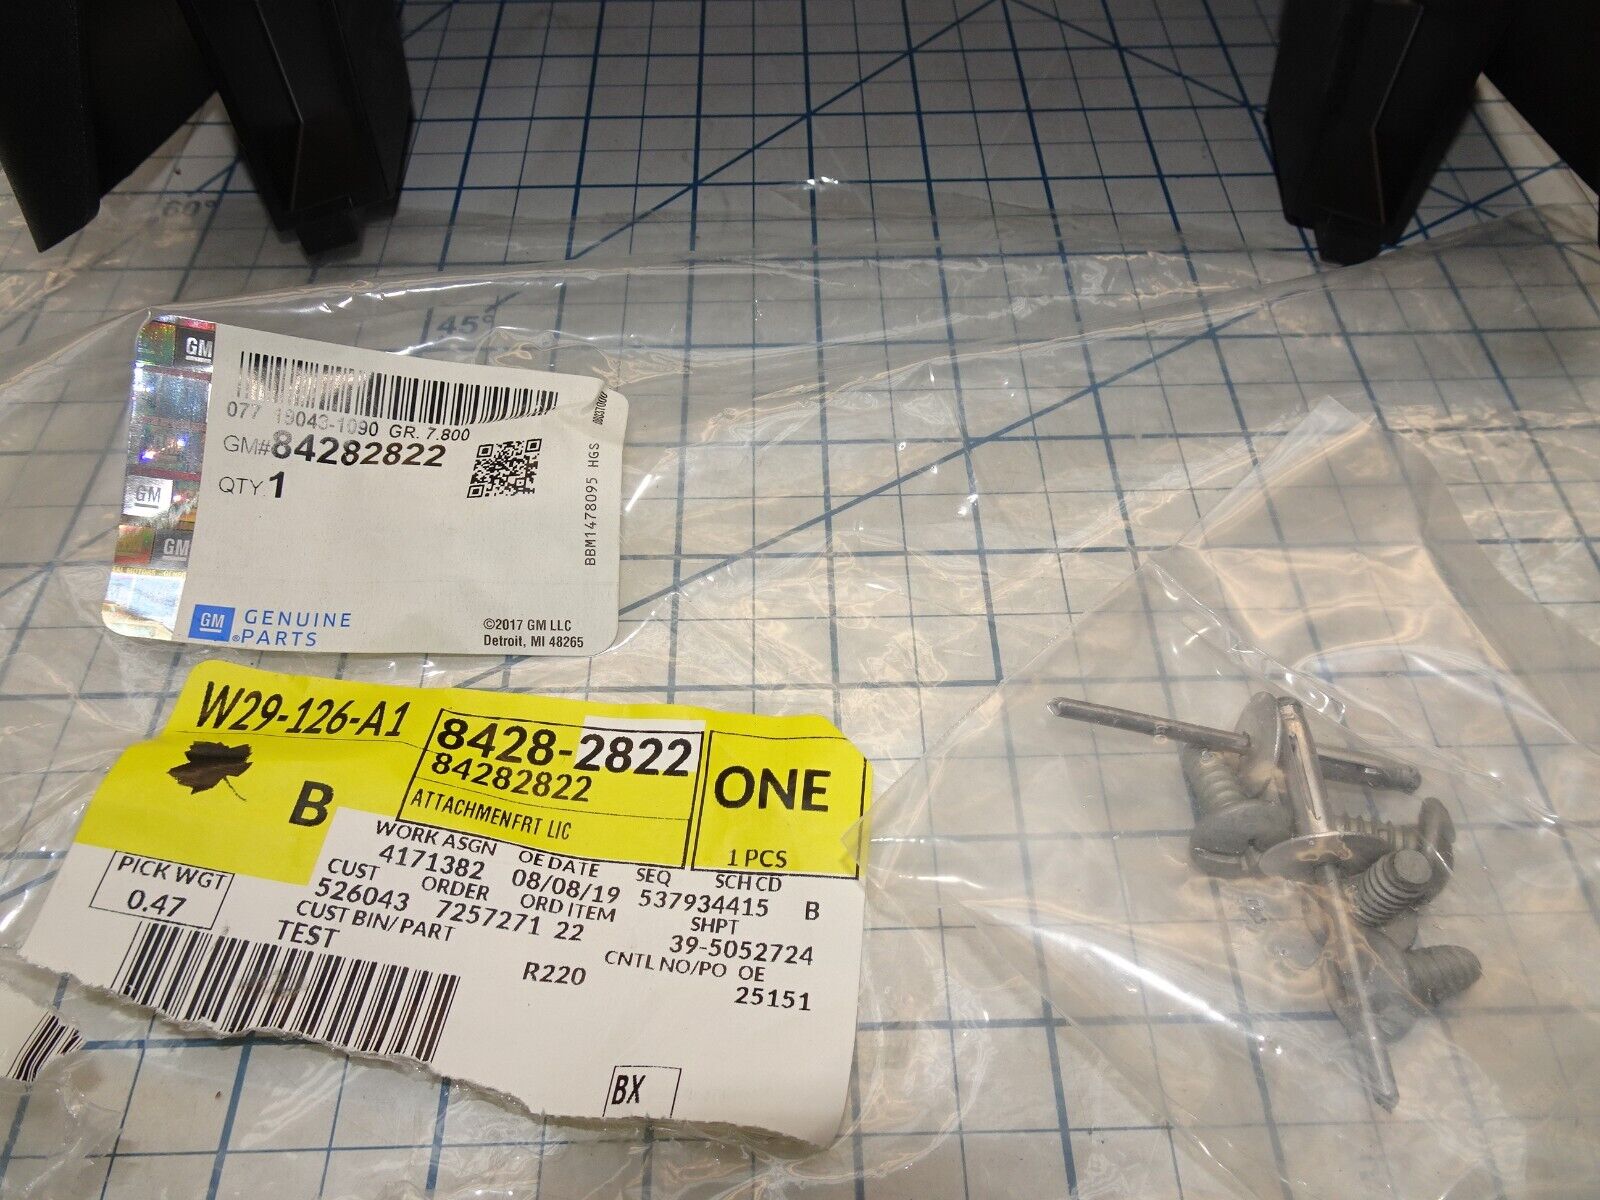 60°
45°
GM
077 19043-1090 GR. 7.800
GM#84282822
QTY.1
BBM1478095 HGS
GM
GM
GM GENUINE
®PARTS
©2017 GM LLC
Detroit, MI 48265
W29-126-A1
8428-2822
84282822
ATTACHMENFRT LIC
ONE
1 PCS
B
PICK WGT
0.47
WORK ASGN
4171382
OE DATE
08/08/19
SEQ
537934415
SCH CD
B
CUST
526043
ORDER
7257271
ORD ITEM
22
SHPT
39-5052724
CUST BIN/PART
TEST
R220
CNTL NO/PO OE
25151
BX